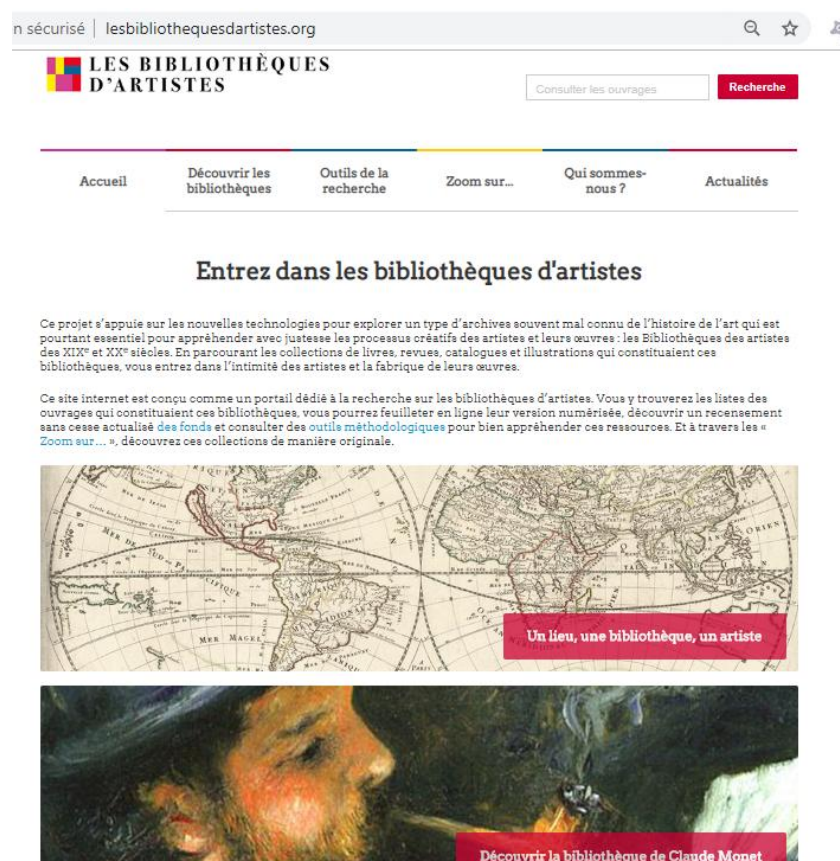 n sécurisé | lesbibliothequesdartistes.org
LES BIBLIOTHÈQUES
D'ARTISTES
Consulter les ouvrages
Recherche
Accueil
Découvrir les
bibliothèques
Outils de la
recherche
Zoom sur...
Qui sommes-
nous ?
Actualités
Entrez dans les bibliothèques d'artistes
Ce projet s'appuie sur les nouvelles technologies pour explorer un type d'archives souvent mal connu de l'histoire de l'art qui est
pourtant essentiel pour appréhender avec justesse les processus créatifs des artistes et leurs œuvres : les Bibliothèques des artistes
des XIXe et XXe siècles. En parcourant les collections de livres, revues, catalogues et illustrations qui constituaient ces
bibliothèques, vous entrez dans l'intimité des artistes et la fabrique de leurs œuvres.
Ce site internet est conçu comme un portail dédié à la recherche sur les bibliothèques d'artistes. Vous y trouverez les listes des
ouvrages qui constituaient ces bibliothèques, vous pourrez feuilleter en ligne leur version numérisée, découvrir un recensement
sans cesse actualisé des fonds et consulter des outils méthodologiques pour bien appréhender ces ressources. Et à travers les «
Zoom sur... », découvrez ces collections de manière originale.
MER DE SUD
PACIFIQUE
MER MAGEL
Un lieu, une bibliothèque, un artiste
Découvrir la bibliothèque de Claude Monet